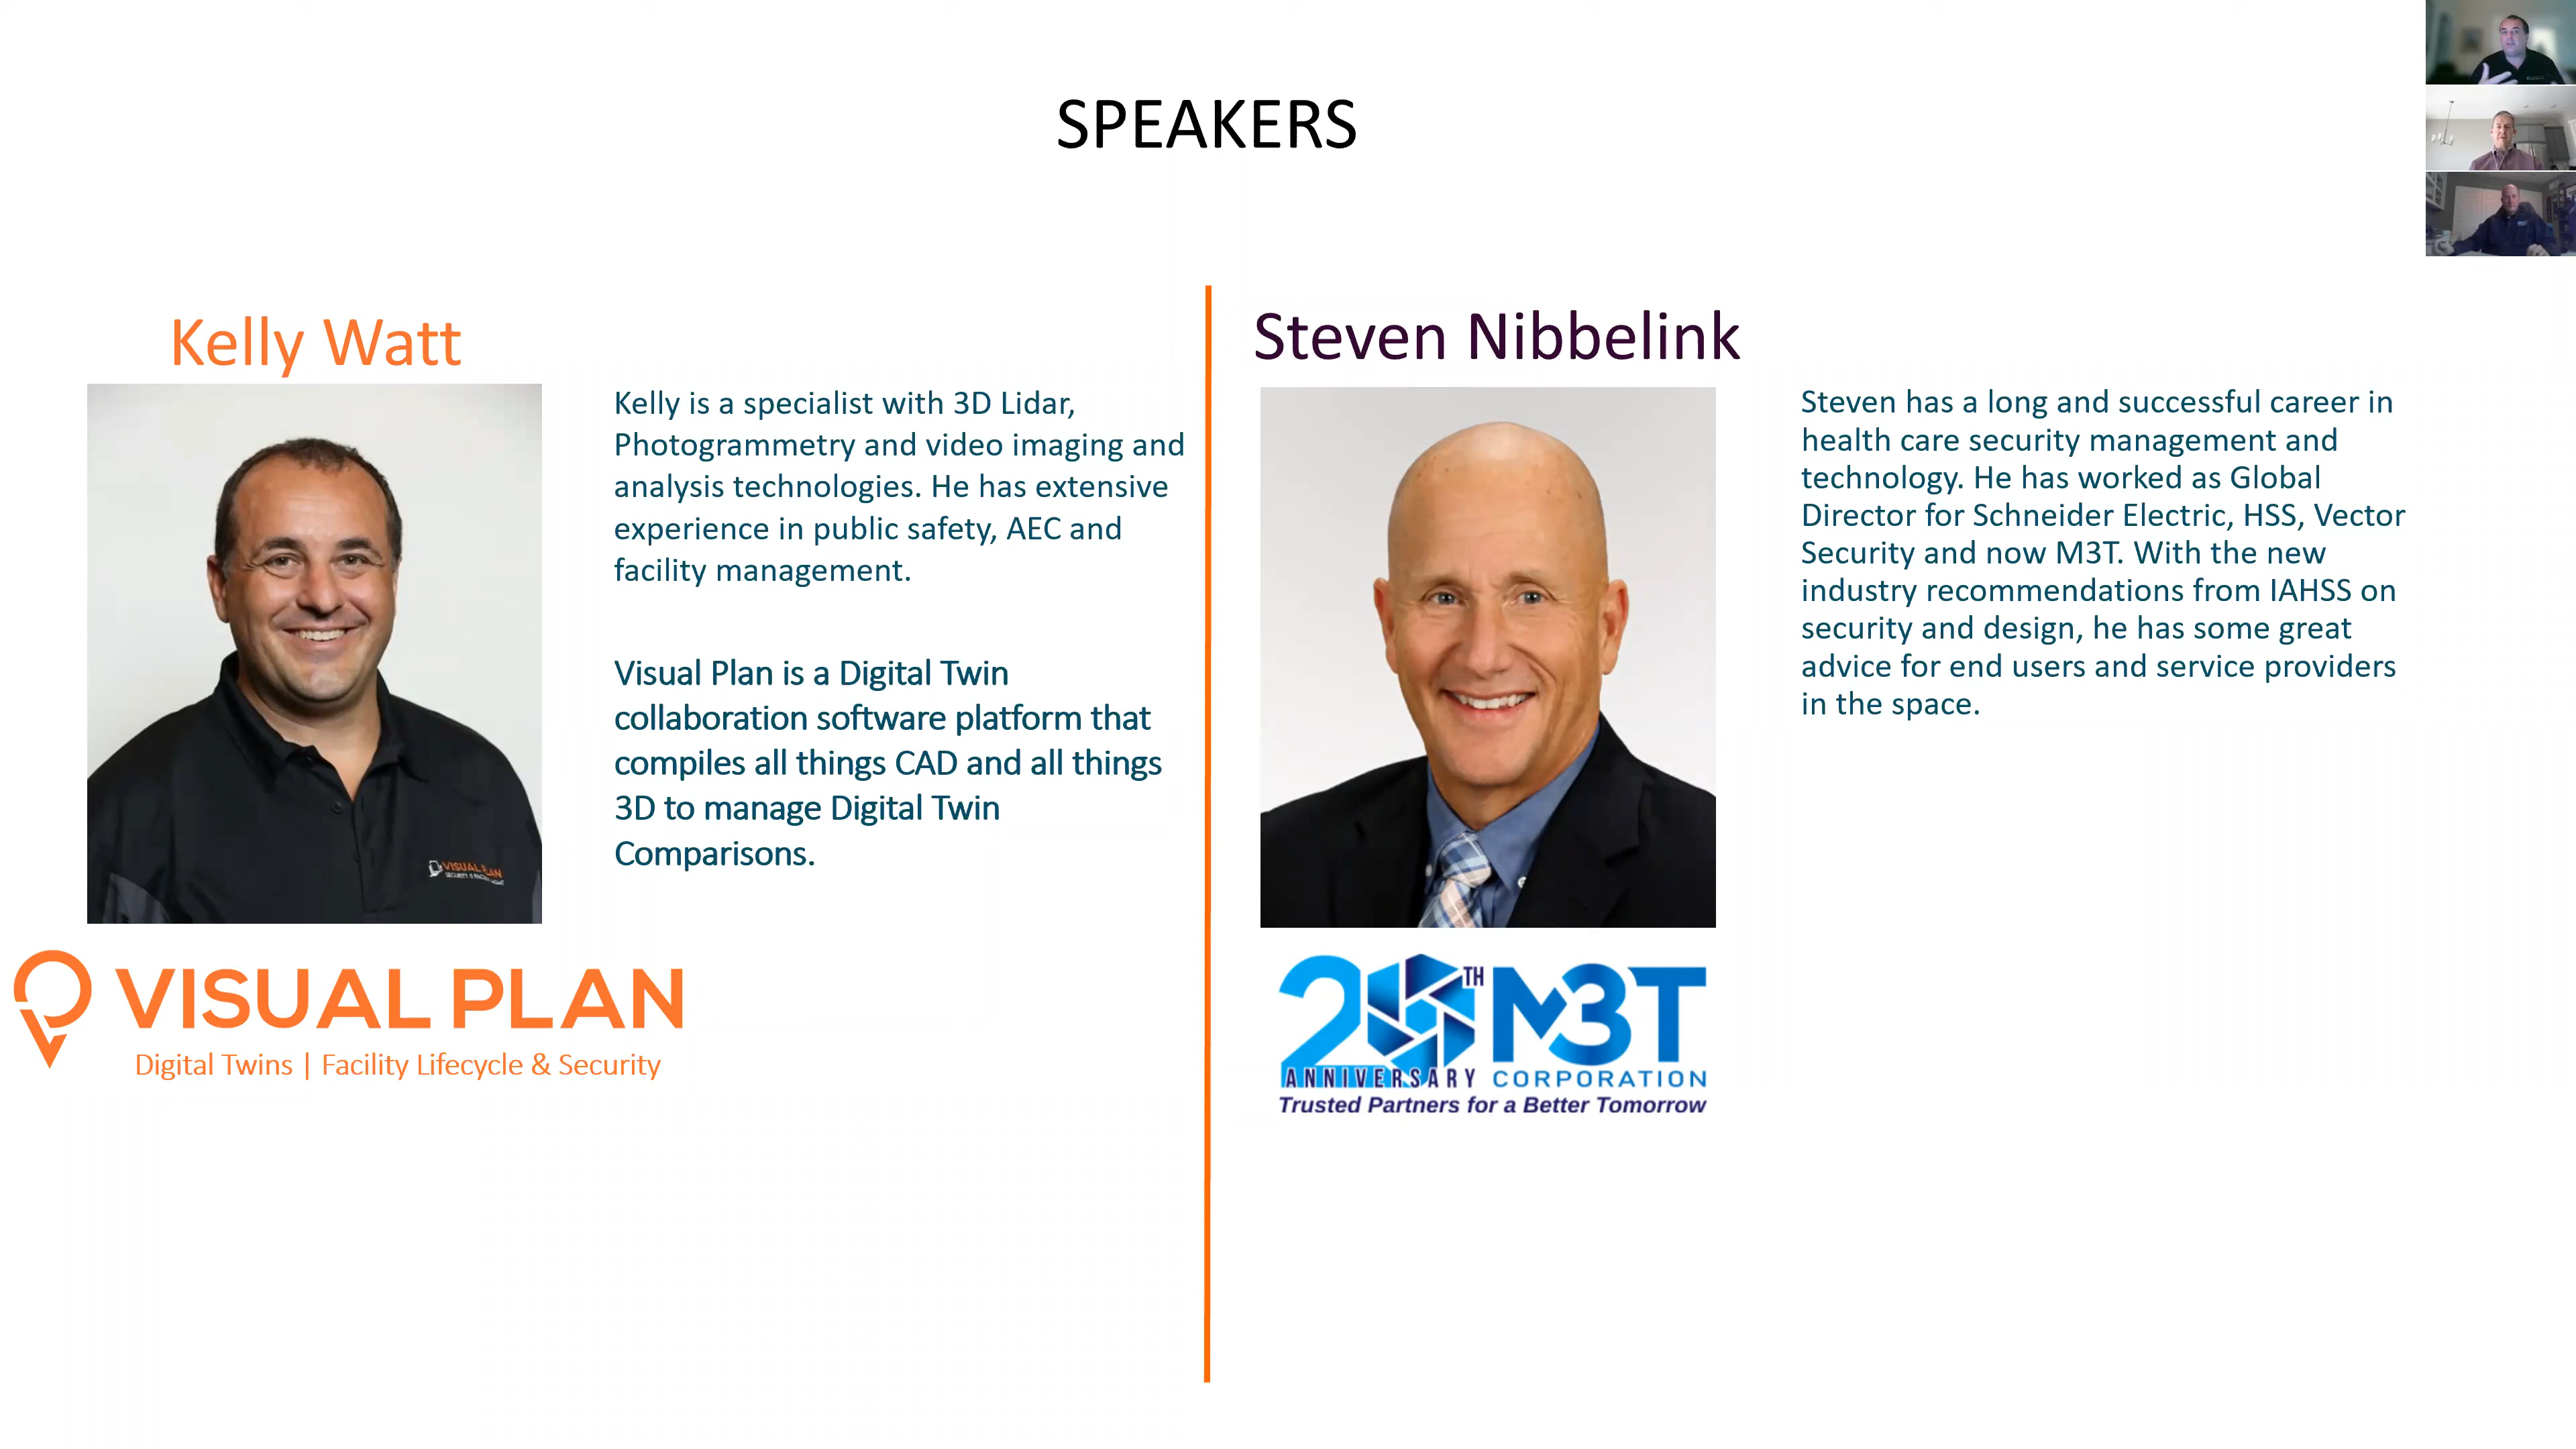 SPEAKERS
Kelly Watt
Kelly is a specialist with 3D Lidar,
Photogrammetry and video imaging and
analysis technologies. He has extensive
experience in public safety, AEC and
facility management.
Visual Plan is a Digital Twin
collaboration software platform that
compiles all things CAD and all things
3D to manage Digital Twin
Comparisons.
VISUAL PLAN
VISUAL PLAN
Digital Twins | Facility Lifecycle & Security
Steven Nibbelink
Steven has a long and successful career in
health care security management and
technology. He has worked as Global
Director for Schneider Electric, HSS, Vector
Security and now M3T. With the new
industry recommendations from IAHSS on
security and design, he has some great
advice for end users and service providers
in the space.
20TH M3T
ANNIVERSARY CORPORATION
Trusted Partners for a Better Tomorrow